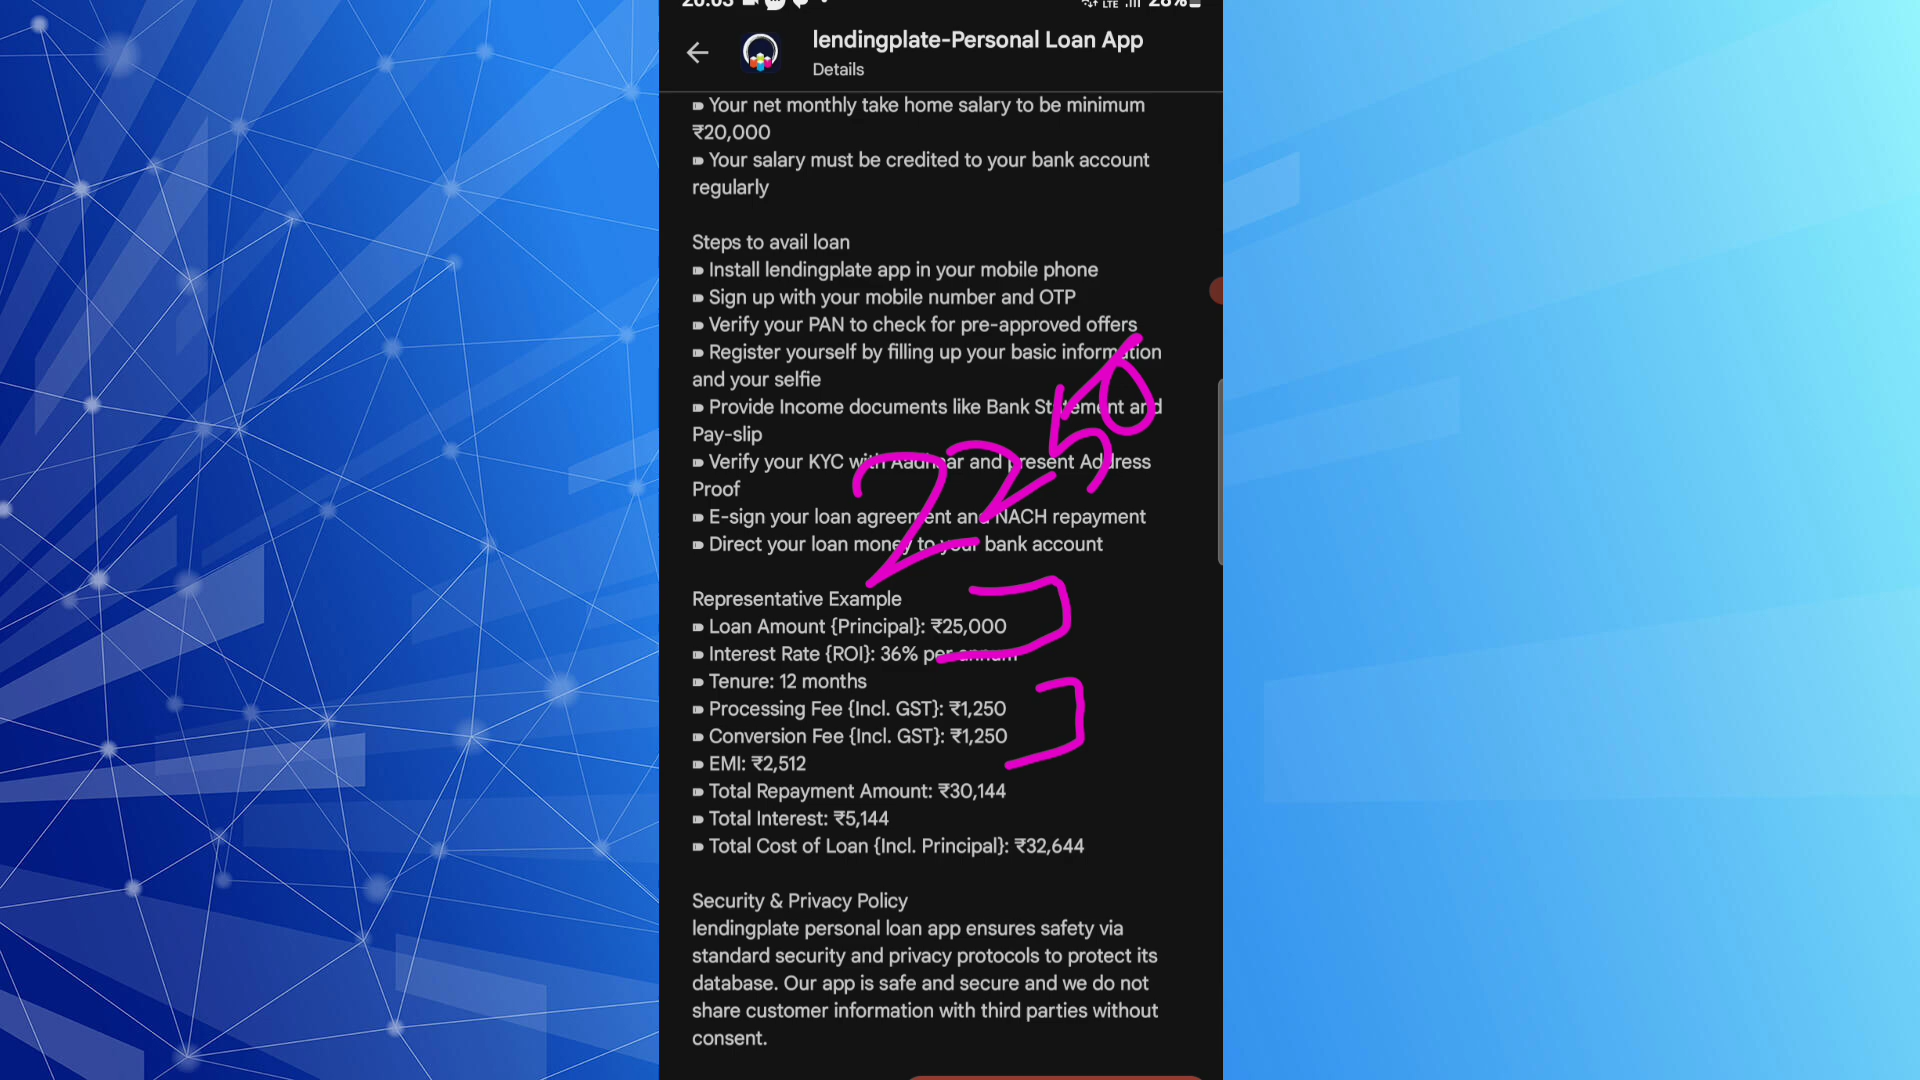 20:03
LTE
28%
lendingplate-Personal Loan App
Details
Your net monthly take home salary to be minimum
₹20,000
Your salary must be credited to your bank account
regularly
Steps to avail loan
Install lendingplate app in your mobile phone
Sign up with your mobile number and OTP
Verify your PAN to check for pre-approved offers
Register yourself by filling up your basic information
and your selfie
Provide Income documents like Bank Statement and
Pay-slip
Verify your KYC with Aadhaar and present Address
Proof
E-sign your loan agreement and NACH repayment
Direct your loan money to your bank account
2250
Representative Example
Loan Amount {Principal}: ₹25,000
Interest Rate {ROI}: 36% per annum
Tenure: 12 months
Processing Fee {Incl. GST}: ₹1,250
Conversion Fee {Incl. GST}: ₹1,250
EMI: ₹2,512
Total Repayment Amount: ₹30,144
Total Interest: ₹5,144
Total Cost of Loan {Incl. Principal}: ₹32,644
Security & Privacy Policy
lendingplate personal loan app ensures safety via
standard security and privacy protocols to protect its
database. Our app is safe and secure and we do not
share customer information with third parties without
consent.